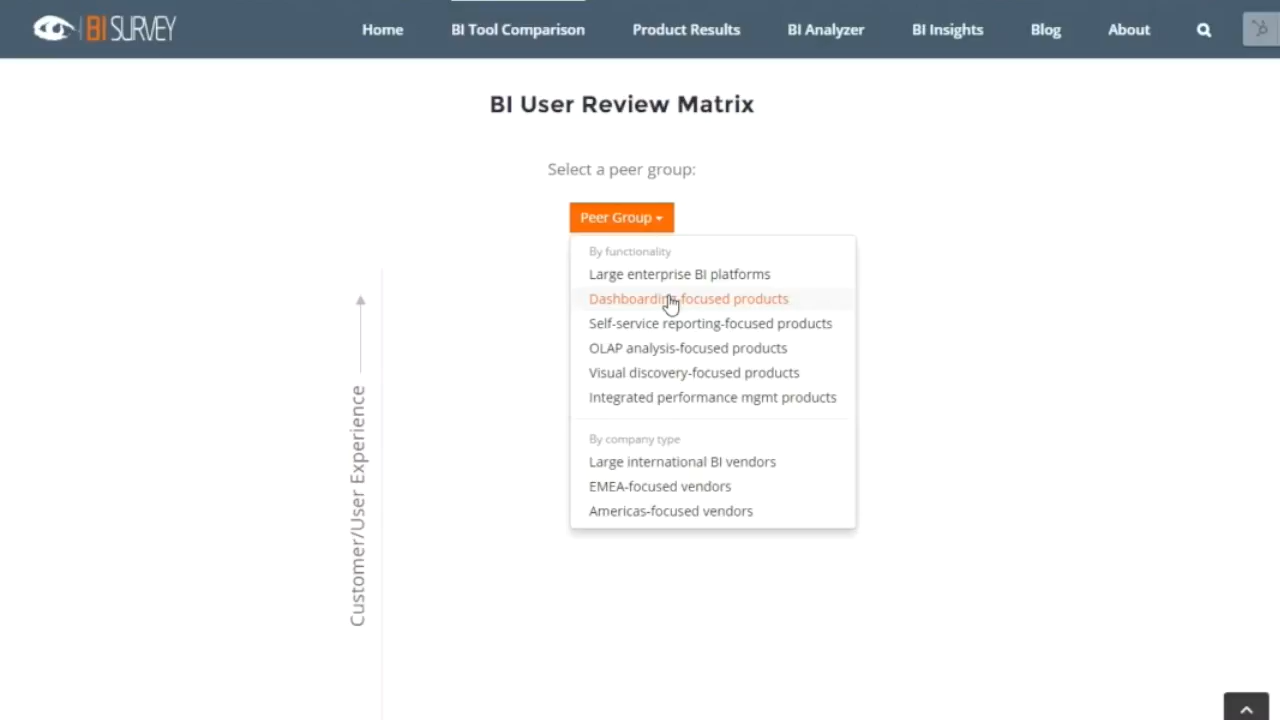 BI SURVEY
Home
BI Tool Comparison
Product Results
BI Analyzer
BI Insights
Blog
About
BI User Review Matrix
Select a peer group:
Peer Group
By functionality
Large enterprise BI platforms
Dashboarding-focused products
Self-service reporting-focused products
OLAP analysis-focused products
Visual discovery-focused products
Integrated performance mgmt products
By company type
Large international BI vendors
EMEA-focused vendors
Americas-focused vendors
Customer/User Experience